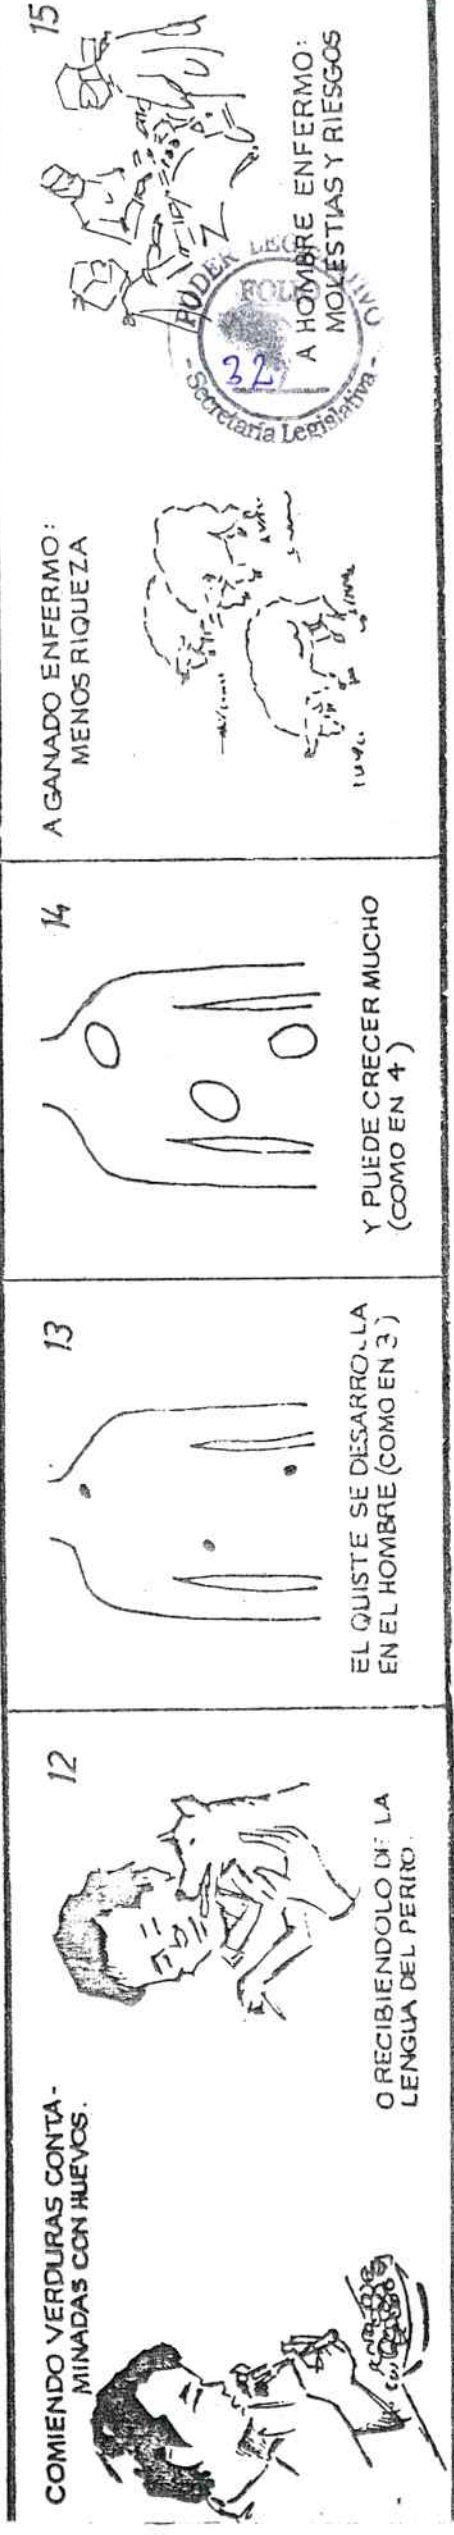 COMIENDO VERDURAS CONTA-
MINADAS CON HUEVOS.
12
O RECIBIENDOLO DE LA
LENGUA DEL PERRO.
13
EL QUISTE SE DESARROLLA
EN EL HOMBRE (COMO EN 3)
14
Y PUEDE CRECER MUCHO
(COMO EN 4)
A GANADO ENFERMO:
MENOS RIQUEZA
15
A HOMBRE ENFERMO:
MOLESTIAS Y RIESGOS
PODER LEGISLATIVO
FOLIO
32
- Secretaría Legislativa -